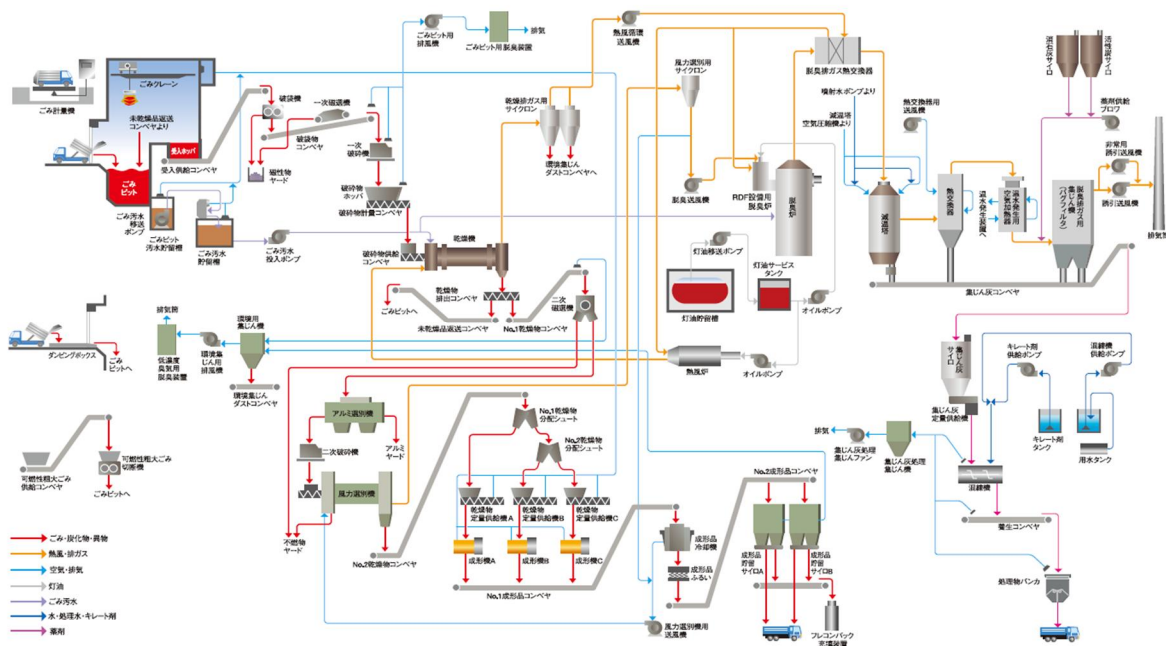 ごみ計量機
ごみクレーン
未乾燥品返送
コンベヤより
受入ホッパ
受入供給コンベヤ
ごみ
ピット
ごみ汚水
移送
ポンプ
ごみピット
汚水貯留槽
ごみ汚水
貯留槽
ごみ汚水
投入ポンプ
破袋機
一次磁選機
破袋物
コンベヤ
磁性物
ヤード
一次
破砕機
破砕物
ホッパ
破砕物計量コンベヤ
破砕物供給
コンベヤ
ごみピット用
排風機
ごみピット用脱臭装置
排気
乾燥排ガス用
サイクロン
環境集じん
ダストコンベヤへ
熱風循環
送風機
乾燥機
乾燥物
排出コンベヤ
ごみピットへ
未乾燥品返送コンベヤ
No.1乾燥物コンベヤ
二次
磁選機
風力選別用
サイクロン
脱臭送風機
RDF設備用
脱臭炉
脱臭炉
脱臭排ガス熱交換器
噴射水ポンプより
減温塔
空気圧縮機より
減温塔
熱交換器用
送風機
熱交換器
温水発生
装置へ
温水発生用
空気加熱器
脱臭排ガス用
集じん機
(バグフィルタ)
消石灰サイロ
活性炭サイロ
薬剤供給
ブロワ
非常用
誘引送風機
誘引送風機
排気筒
集じん灰コンベヤ
灯油移送ポンプ
灯油貯留槽
灯油サービス
タンク
オイルポンプ
熱風炉
オイルポンプ
ダンピングボックス
ごみ
ピットへ
排気筒
低濃度
臭気用
脱臭装置
環境集
じん用
排風機
環境用
集じん機
環境集じん
ダストコンベヤ
可燃性粗大ごみ
供給コンベヤ
可燃性粗大ごみ
切断機
ごみピットへ
アルミ選別機
アルミ
ヤード
二次破砕機
風力選別機
不燃物
ヤード
No.2乾燥物コンベヤ
No.1乾燥物
分配シュート
No.2乾燥物
分配シュート
乾燥物
定量供給機A
乾燥物
定量供給機B
乾燥物
定量供給機C
成形機A
成形機B
成形機C
No.1成形品コンベヤ
成形品
冷却機
成形品
ふるい
風力選別機用
送風機
No.2成形品コンベヤ
成形品
貯留
サイロA
成形品
貯留
サイロB
フレコンパック
充填装置
集じん灰
サイロ
集じん灰
定量供給機
キレート剤
供給ポンプ
混練機
供給ポンプ
キレート剤
タンク
用水タンク
排気
集じん灰処理
集じんファン
集じん灰処理
集じん機
混練機
養生コンベヤ
処理物バンカ
ごみ・炭化物・異物
熱風・排ガス
空気・排気
灯油
ごみ汚水
水・処理水・キレート剤
薬剤